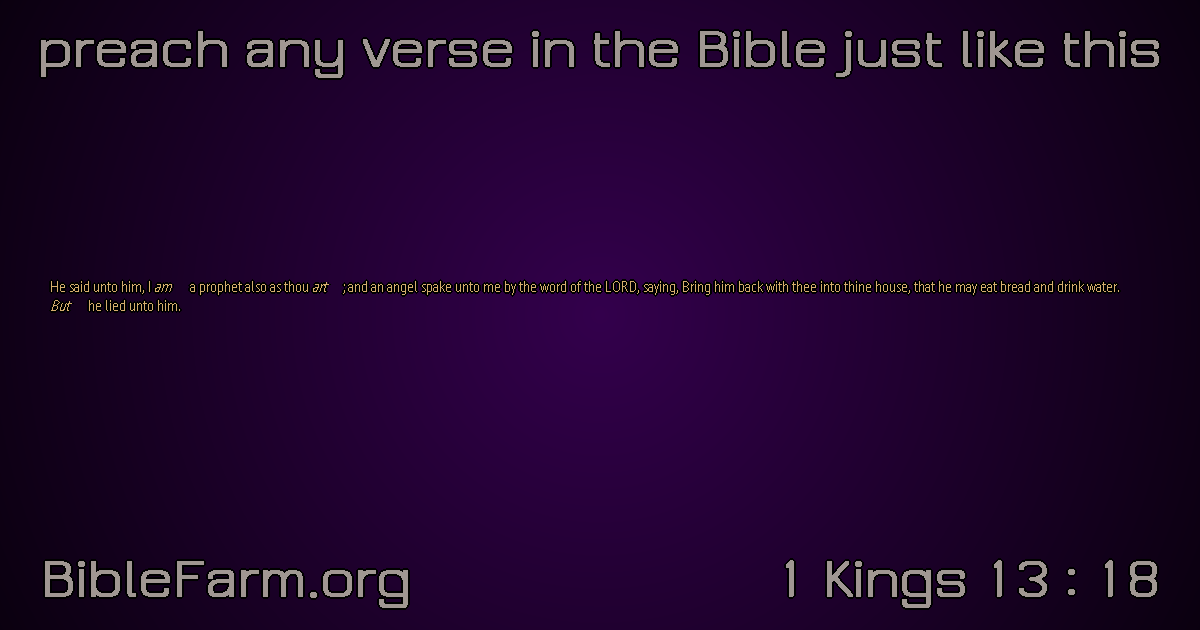 preach any verse in the Bible just like this
He said unto him, I am a prophet also as thou art ; and an angel spake unto me by the word of the LORD, saying, Bring him back with thee into thine house, that he may eat bread and drink water.
But he lied unto him.
BibleFarm.org
1 Kings 13 : 18